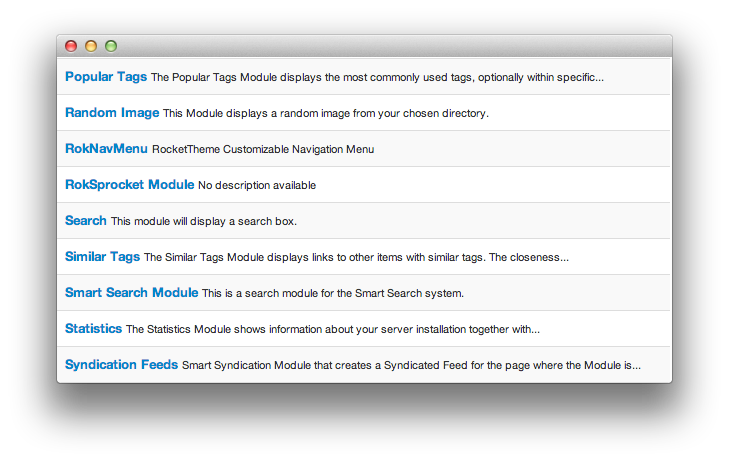 Popular Tags The Popular Tags Module displays the most commonly used tags, optionally within specific...
Random Image This Module displays a random image from your chosen directory.
RokNavMenu RocketTheme Customizable Navigation Menu
RokSprocket Module No description available
Search This module will display a search box.
Similar Tags The Similar Tags Module displays links to other items with similar tags. The closeness...
Smart Search Module This is a search module for the Smart Search system.
Statistics The Statistics Module shows information about your server installation together with...
Syndication Feeds Smart Syndication Module that creates a Syndicated Feed for the page where the Module is...